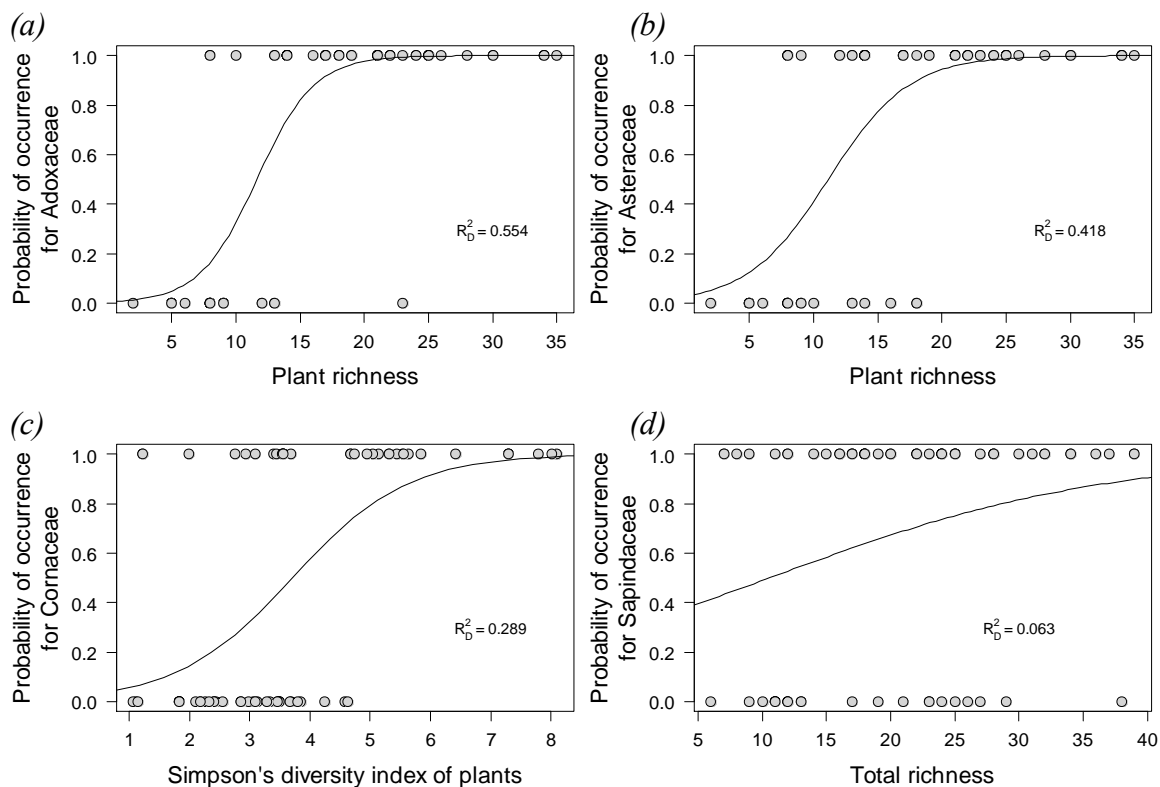 (a)
Probability of occurrence
for Adoxaceae
1.0
0.8
0.6
0.4
0.2
0.0
R²D = 0.554
5 10 15 20 25 30 35
Plant richness
(b)
Probability of occurrence
for Asteraceae
1.0
0.8
0.6
0.4
0.2
0.0
R²D = 0.418
5 10 15 20 25 30 35
Plant richness
(c)
Probability of occurrence
for Cornaceae
1.0
0.8
0.6
0.4
0.2
0.0
R²D = 0.289
1 2 3 4 5 6 7 8
Simpson's diversity index of plants
(d)
Probability of occurrence
for Sapindaceae
1.0
0.8
0.6
0.4
0.2
0.0
R²D = 0.063
5 10 15 20 25 30 35 40
Total richness